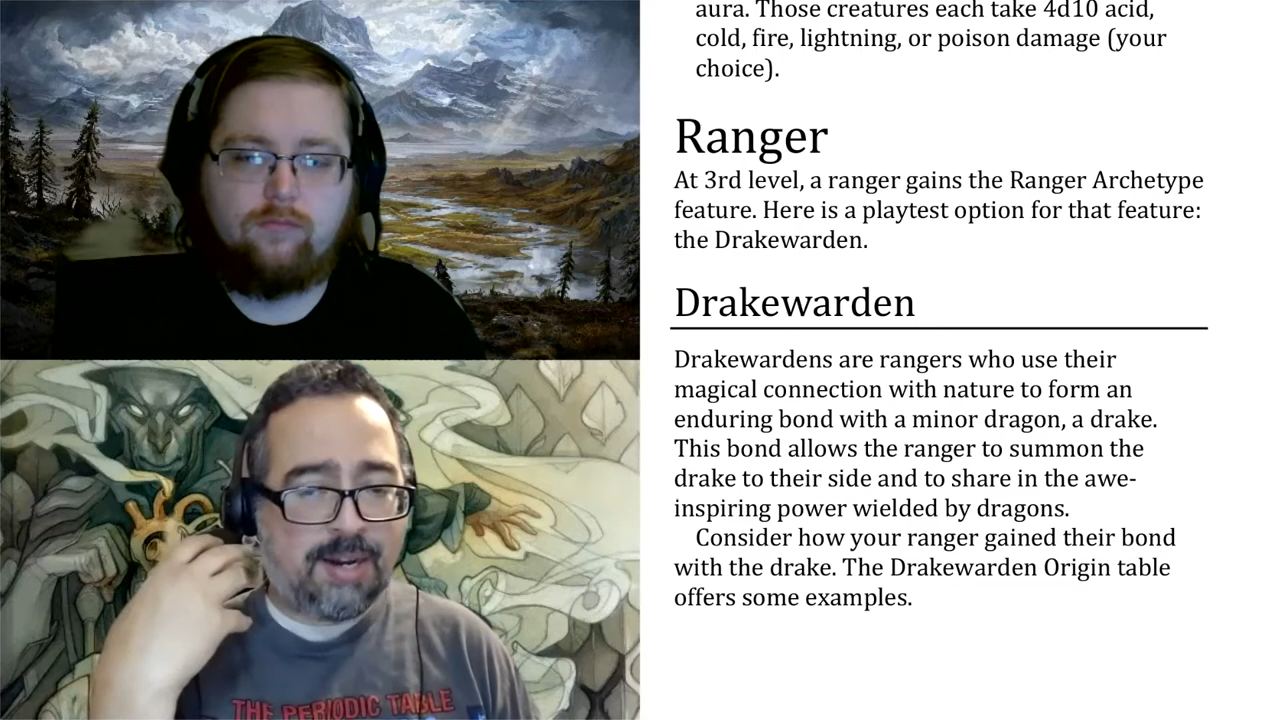 aura. Those creatures each take 4d10 acid,
cold, fire, lightning, or poison damage (your
choice).
Ranger
At 3rd level, a ranger gains the Ranger Archetype
feature. Here is a playtest option for that feature:
the Drakewarden.
Drakewarden
Drakewardens are rangers who use their
magical connection with nature to form an
enduring bond with a minor dragon, a drake.
This bond allows the ranger to summon the
drake to their side and to share in the awe-
inspiring power wielded by dragons.
Consider how your ranger gained their bond
with the drake. The Drakewarden Origin table
offers some examples.
THE PERIODIC TABLE